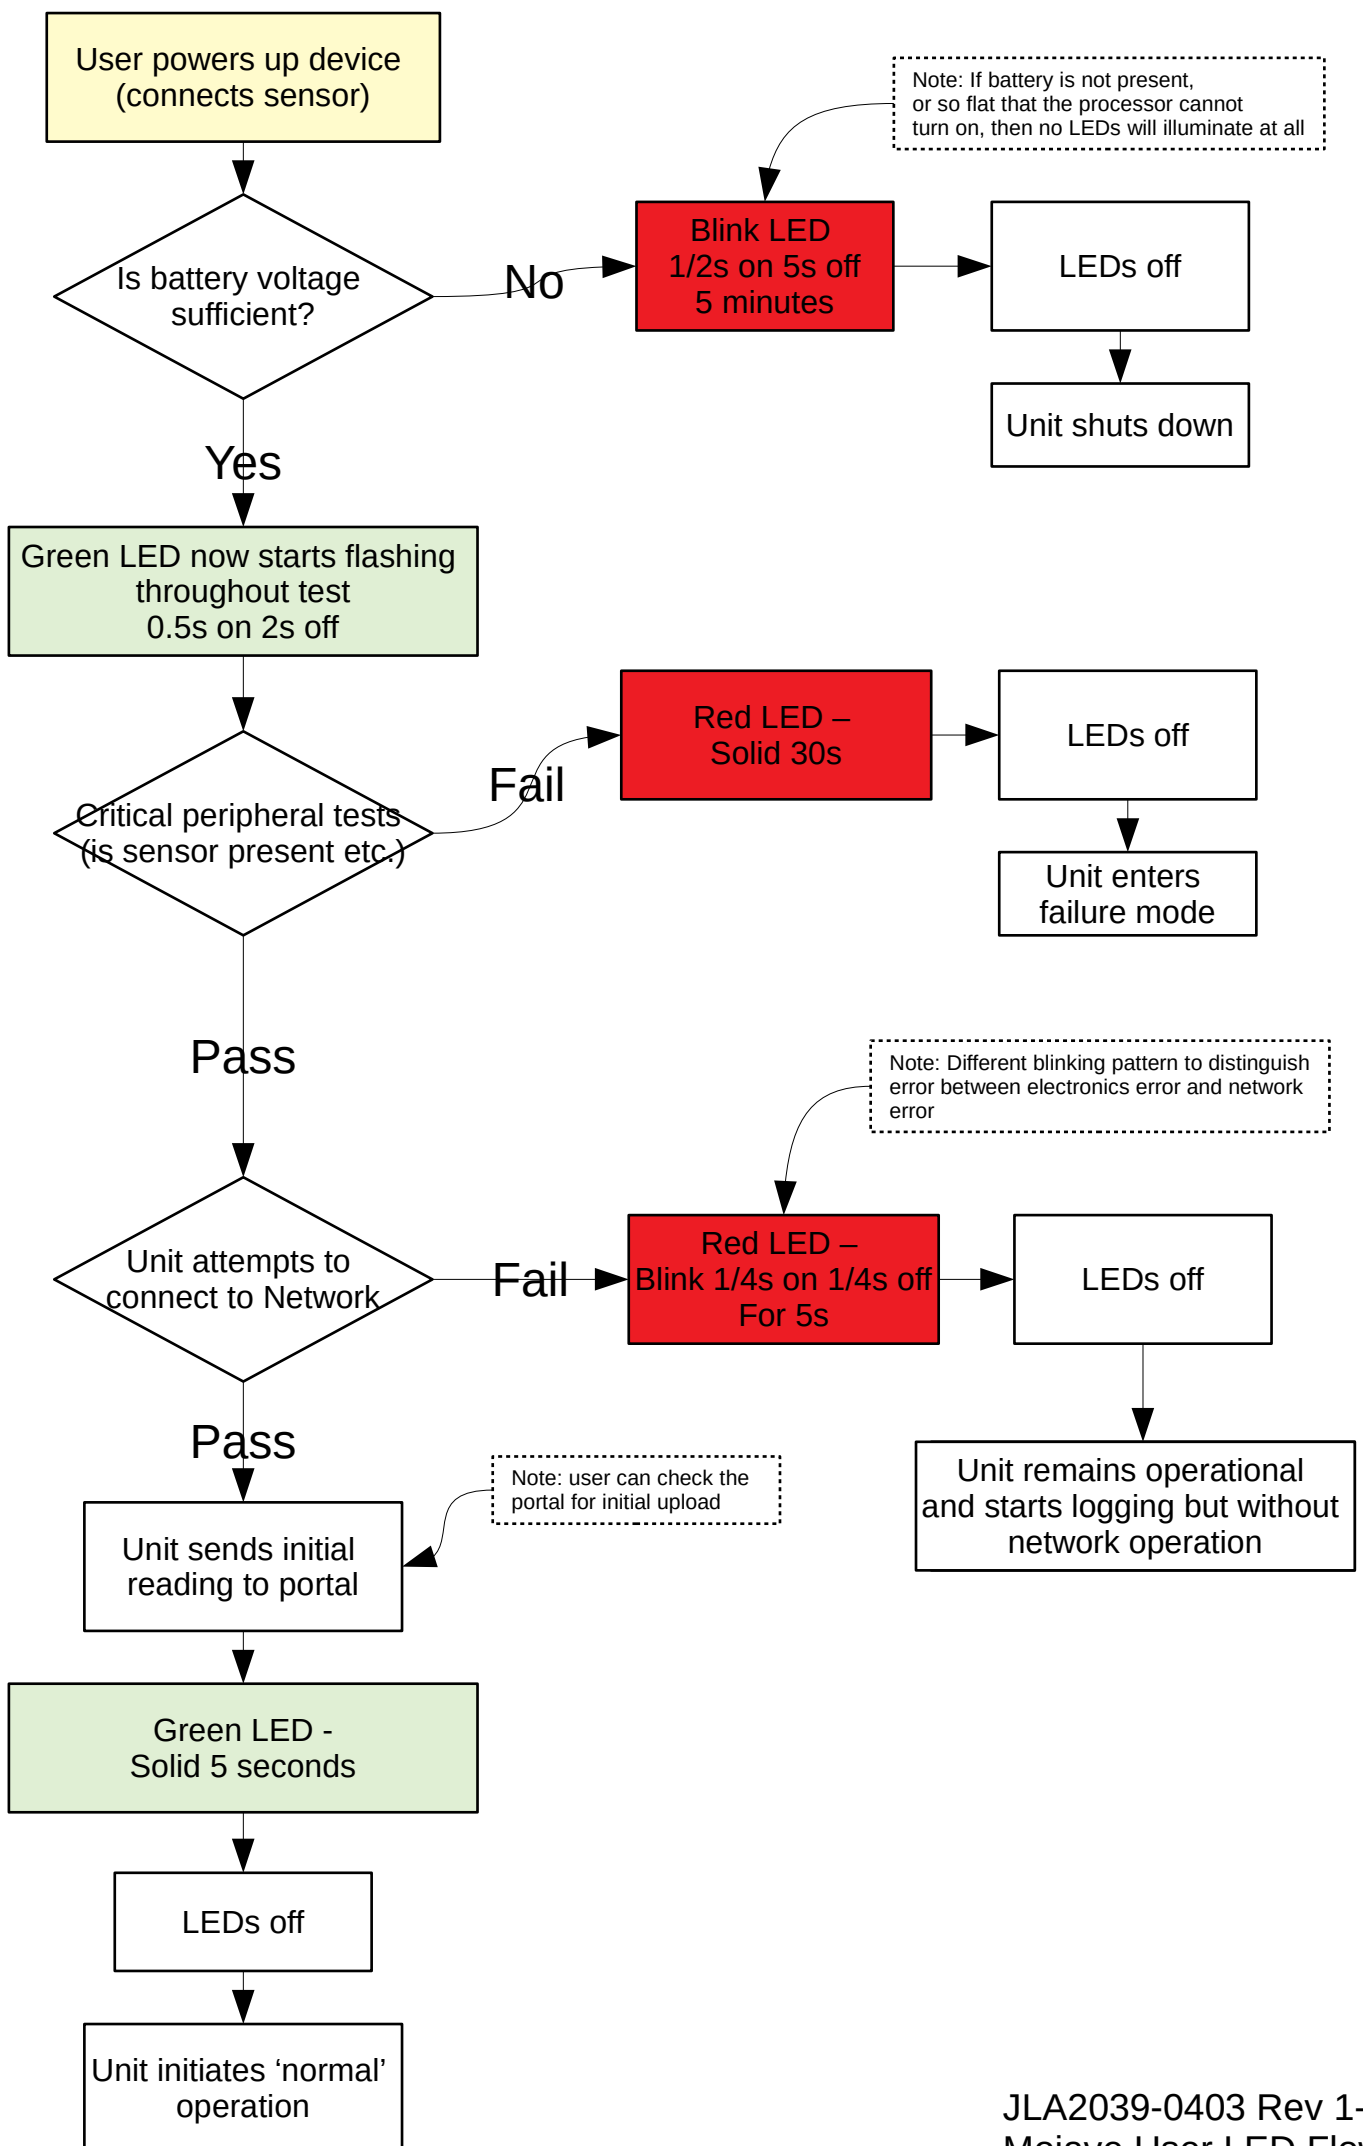 User powers up device
(connects sensor)
Note: If battery is not present,
or so flat that the processor cannot
turn on, then no LEDs will illuminate at all
Is battery voltage
sufficient?
No
Blink LED
1/2s on 5s off
5 minutes
LEDs off
Unit shuts down
Yes
Green LED now starts flashing
throughout test
0.5s on 2s off
Critical peripheral tests
(is sensor present etc.)
Fail
Red LED –
Solid 30s
LEDs off
Unit enters
failure mode
Pass
Note: Different blinking pattern to distinguish
error between electronics error and network
error
Unit attempts to
connect to Network
Fail
Red LED –
Blink 1/4s on 1/4s off
For 5s
LEDs off
Unit remains operational
and starts logging but without
network operation
Pass
Note: user can check the
portal for initial upload
Unit sends initial
reading to portal
Green LED -
Solid 5 seconds
LEDs off
Unit initiates ‘normal’
operation
JLA2039-0403 Rev 1-
User LED